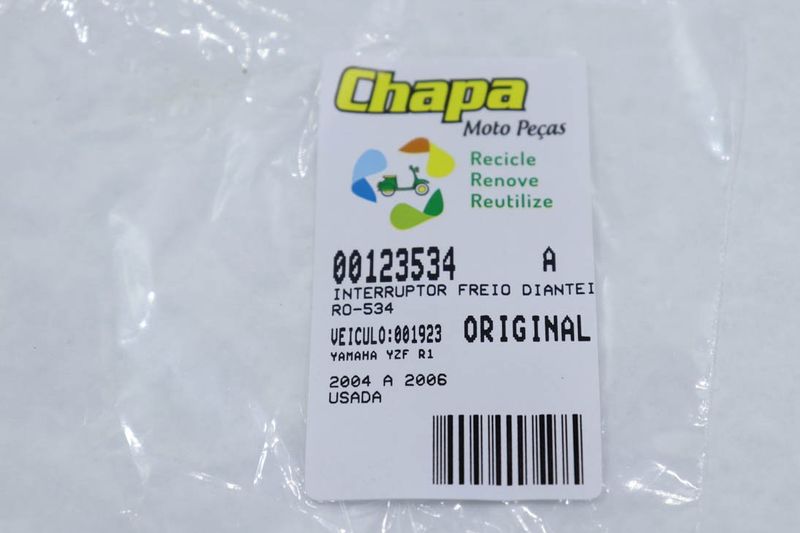 Chapa
Moto Peças
Recicle
Renove
Reutilize
00123534 A
INTERRUPTOR FREIO DIANTEI
RO-534
VEICULO:001923 ORIGINAL
YAMAHA YZF R1
2004 A 2006
USADA